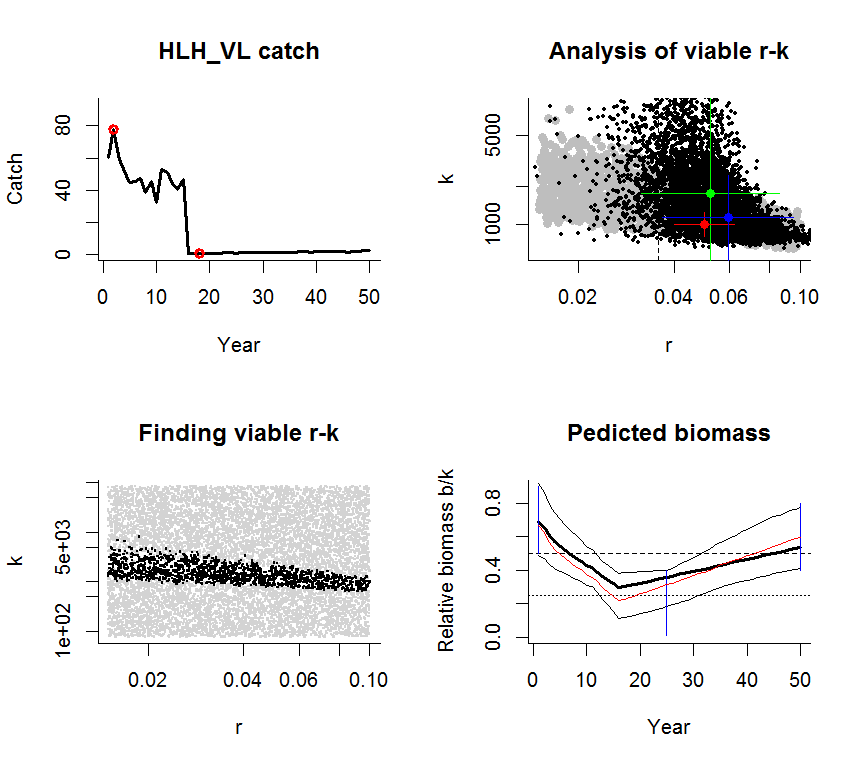 HLH_VL catch
Catch
0 40 80
0 10 20 30 40 50
Year
Analysis of viable r-k
k
1000 5000
0.02 0.04 0.06 0.10
r
Finding viable r-k
k
1e+02 5e+03
0.02 0.04 0.06 0.10
r
Pedicted biomass
Relative biomass b/k
0.0 0.4 0.8
0 10 20 30 40 50
Year